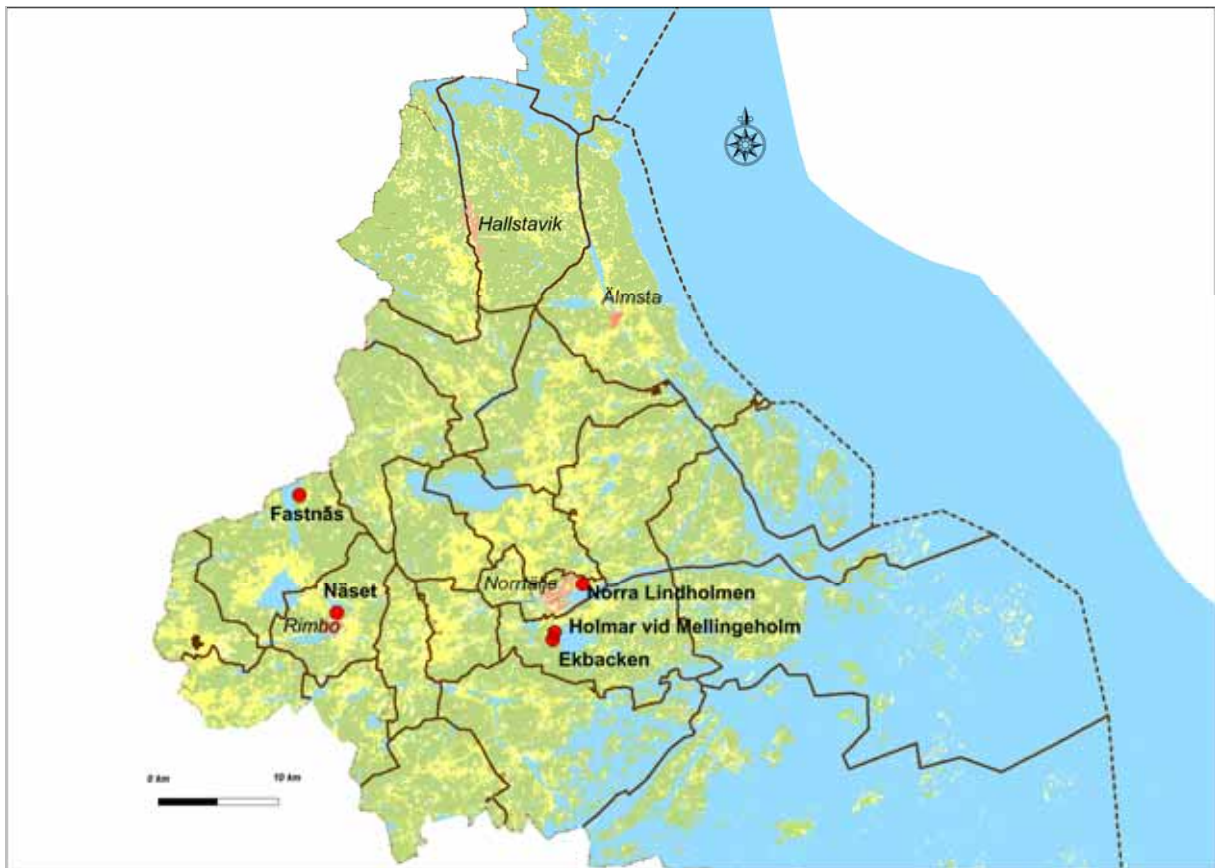 Hallstavik
Älmsta
Fastnäs
Näset
Rimbo
Norrtälje
Norra Lindholmen
Holmar vid Mellingeholm
Ekbacken
0 km 10 km